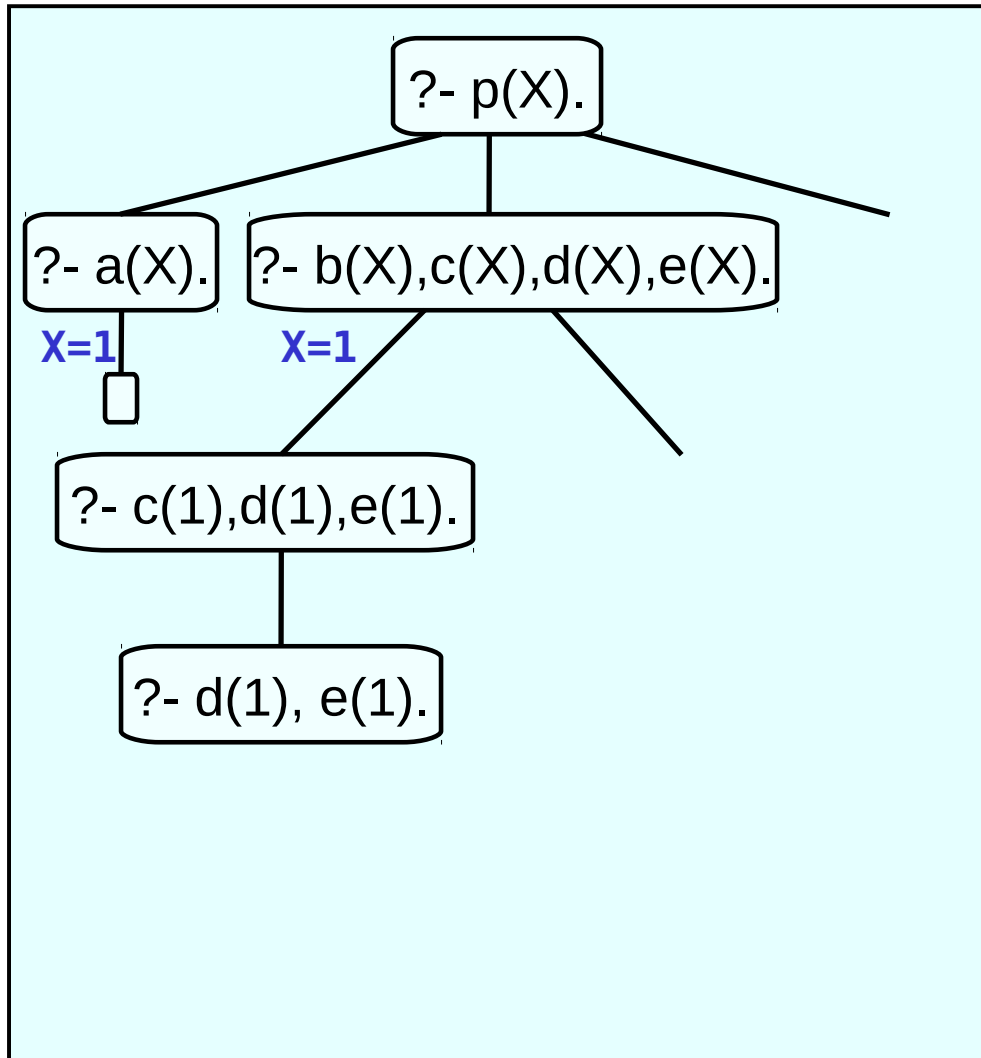 ?- p(X).
?- a(X).
?- b(X),c(X),d(X),e(X).
X=1
X=1
?- c(1),d(1),e(1).
?- d(1), e(1).